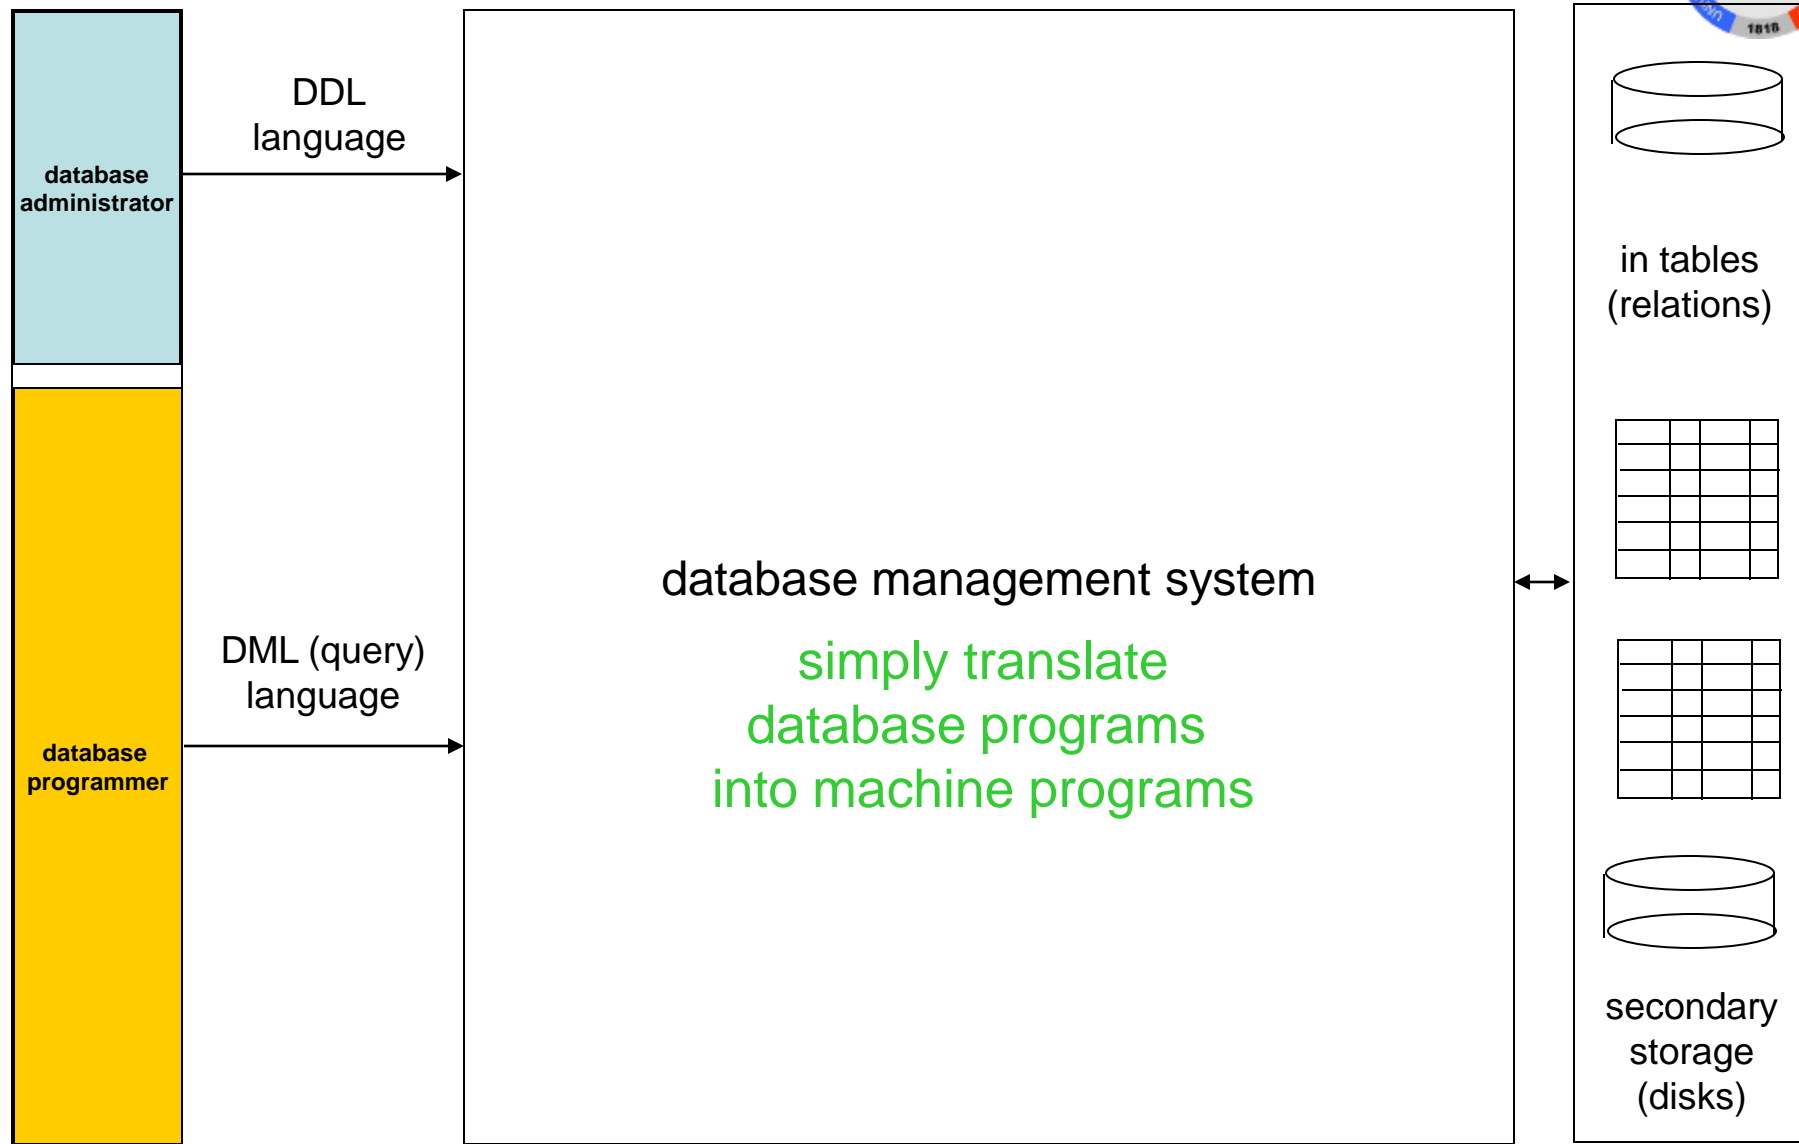 1818
DDL
language
database
administrator
in tables
(relations)
database management system
simply translate
database programs
into machine programs
DML (query)
language
database
programmer
secondary
storage
(disks)